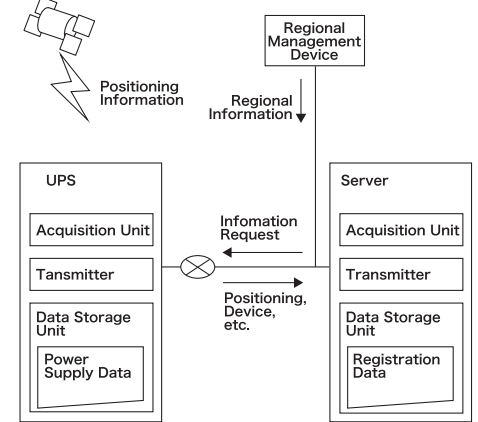 Positioning
Information
Regional
Management
Device
Regional
Information
UPS
Acquisition Unit
Tansmitter
Data Storage
Unit
Power
Supply Data
Infomation
Request
Positioning,
Device,
etc.
Server
Acquisition Unit
Transmitter
Data Storage
Unit
Registration
Data